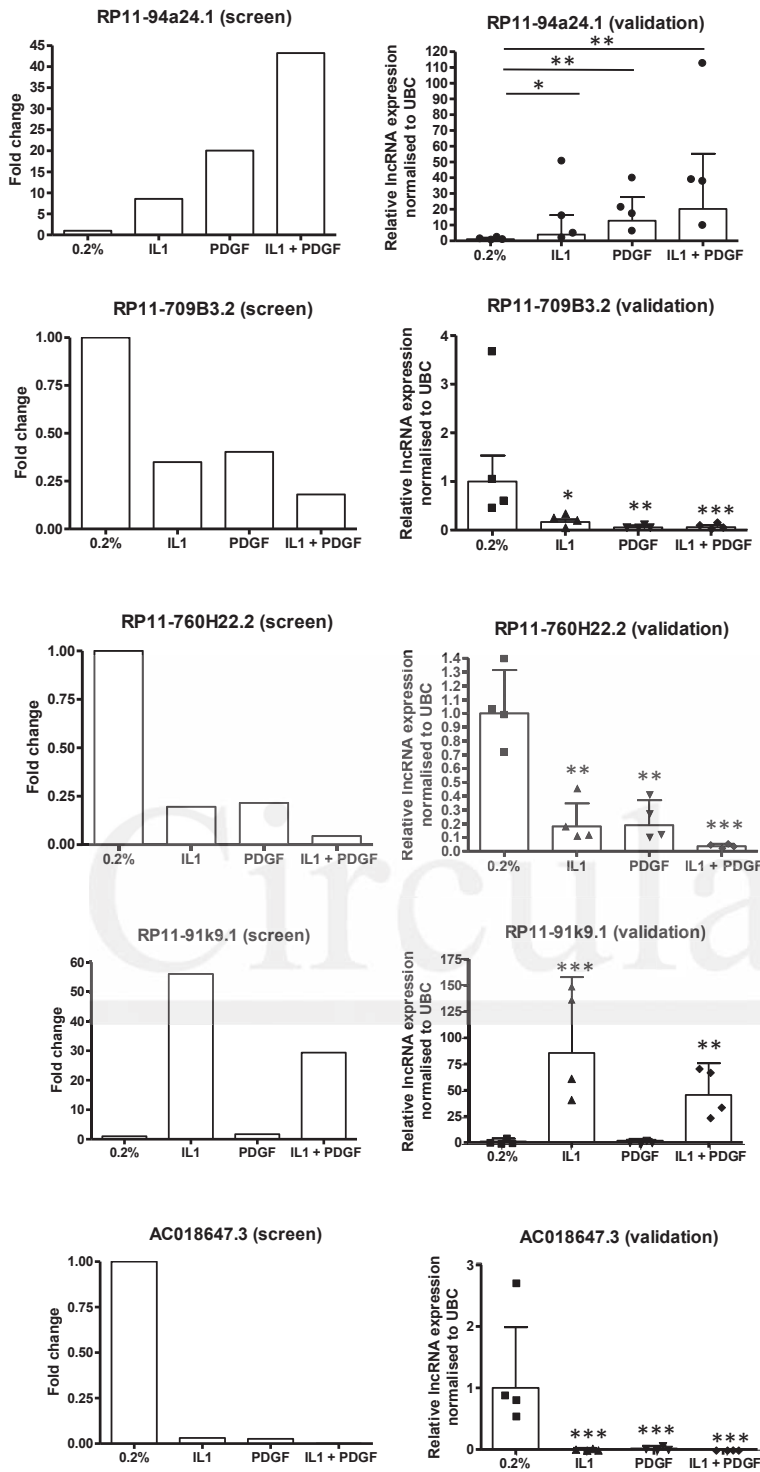 RP11-94a24.1 (screen)
Fold change
45
40
35
30
25
20
15
10
5
0
0.2% IL1 PDGF IL1 + PDGF
RP11-94a24.1 (validation)
Relative lncRNA expression
normalised to UBC
120
110
100
90
80
70
60
50
40
30
20
10
0
**
**
*
0.2% IL1 PDGF IL1 + PDGF
RP11-709B3.2 (screen)
Fold change
1.00
0.75
0.50
0.25
0.00
0.2% IL1 PDGF IL1 + PDGF
RP11-709B3.2 (validation)
Relative lncRNA expression
normalised to UBC
4
3
2
1
0
* ** ***
0.2% IL1 PDGF IL1 + PDGF
RP11-760H22.2 (screen)
Fold change
1.00
0.75
0.50
0.25
0.00
0.2% IL1 PDGF IL1 + PDGF
RP11-760H22.2 (validation)
Relative lncRNA expression
normalised to UBC
1.4
1.3
1.2
1.1
1.0
0.9
0.8
0.7
0.6
0.5
0.4
0.3
0.2
0.1
0.0
** ** ***
0.2% IL1 PDGF IL1 + PDGF
Circula
RP11-91k9.1 (screen)
Fold change
60
50
40
30
20
10
0
0.2% IL1 PDGF IL1 + PDGF
RP11-91k9.1 (validation)
Relative lncRNA expression
normalised to UBC
175
150
125
100
75
50
25
0
*** **
0.2% IL1 PDGF IL1 + PDGF
AC018647.3 (screen)
Fold change
1.00
0.75
0.50
0.25
0.00
0.2% IL1 PDGF IL1 + PDGF
AC018647.3 (validation)
Relative lncRNA expression
normalised to UBC
3
2
1
0
*** *** ***
0.2% IL1 PDGF IL1 + PDGF